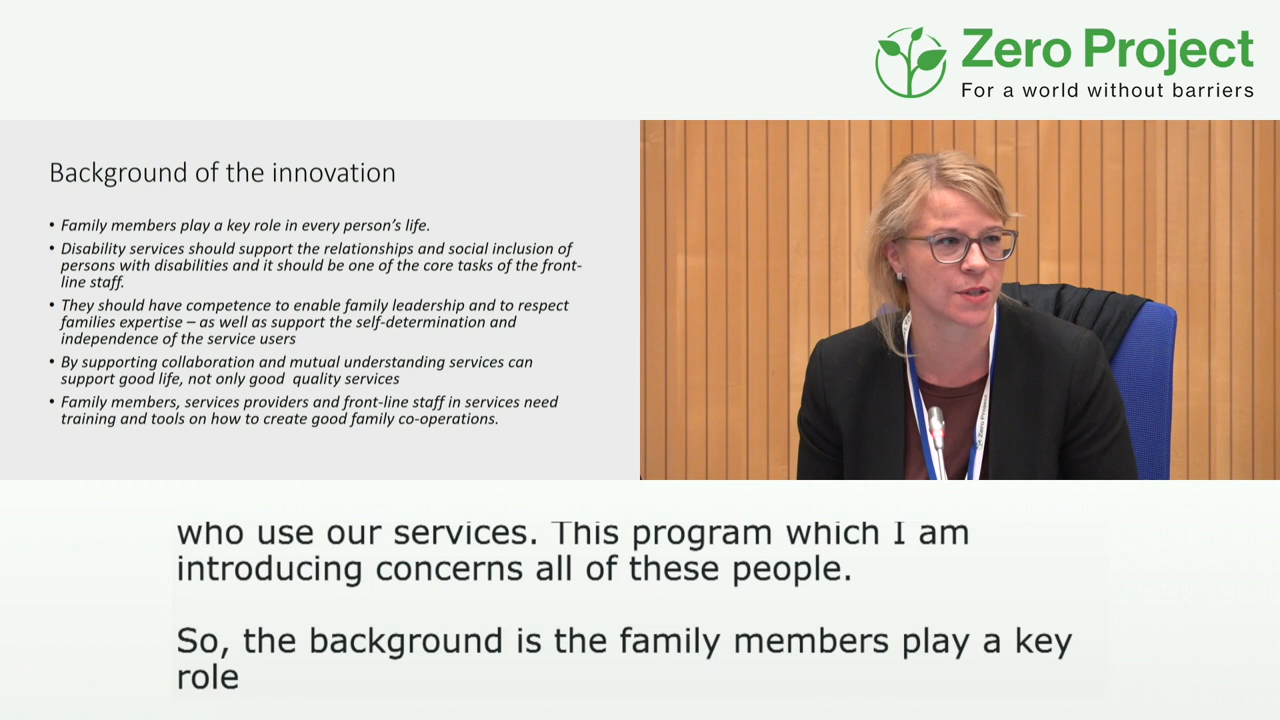 Zero Project
For a world without barriers
Background of the innovation
• Family members play a key role in every person's life.
• Disability services should support the relationships and social inclusion of
persons with disabilities and it should be one of the core tasks of the front-
line staff.
• They should have competence to enable family leadership and to respect
families expertise – as well as support the self-determination and
independence of the service users
• By supporting collaboration and mutual understanding services can
support good life, not only good quality services
• Family members, services providers and front-line staff in services need
training and tools on how to create good family co-operations.
Zero Project
who use our services. This program which I am
introducing concerns all of these people.
So, the background is the family members play a key
role